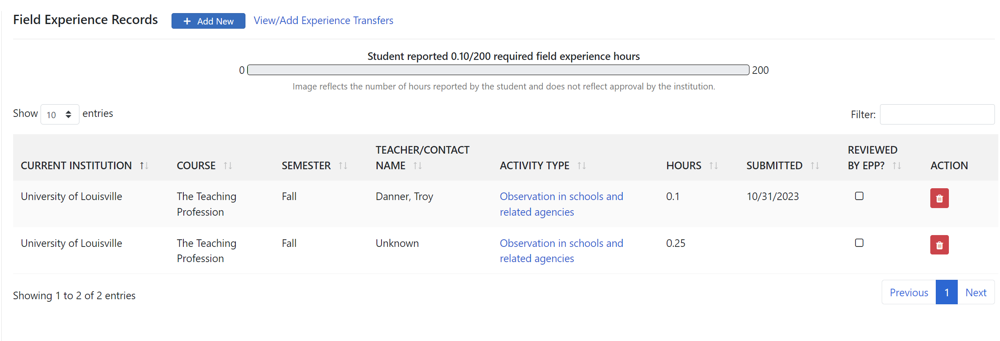 Field Experience Records + Add New View/Add Experience Transfers
Student reported 0.10/200 required field experience hours
0 200
Image reflects the number of hours reported by the student and does not reflect approval by the institution.
Show 10 entries Filter:
CURRENT INSTITUTION COURSE SEMESTER TEACHER/CONTACT NAME ACTIVITY TYPE HOURS SUBMITTED REVIEWED BY EPP? ACTION
University of Louisville The Teaching Profession Fall Danner, Troy Observation in schools and related agencies 0.1 10/31/2023
University of Louisville The Teaching Profession Fall Unknown Observation in schools and related agencies 0.25
Showing 1 to 2 of 2 entries Previous 1 Next